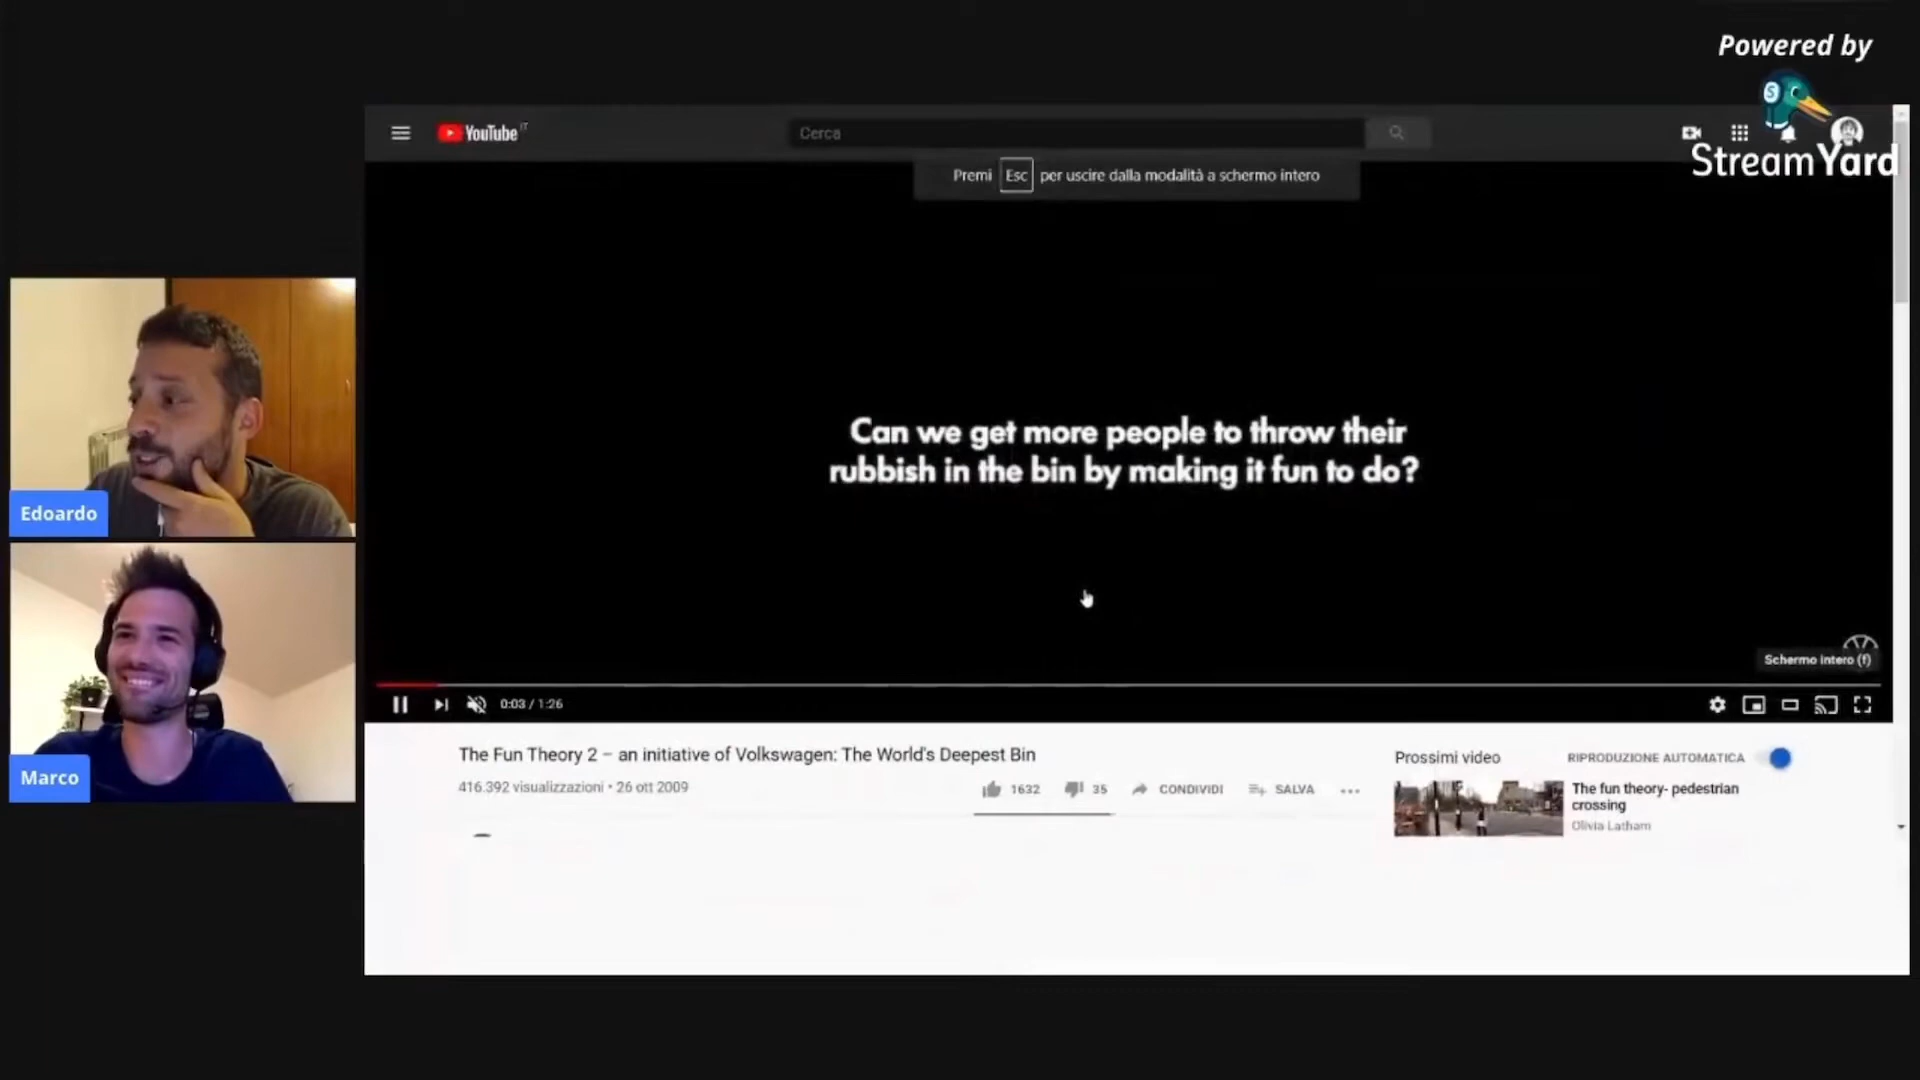 Powered by
StreamYard
YouTube IT
Cerca
Premi Esc per uscire dalla modalità a schermo intero
Can we get more people to throw their
rubbish in the bin by making it fun to do?
Edoardo
Marco
Schermo intero (f)
0:03 / 1:26
The Fun Theory 2 – an initiative of Volkswagen: The World's Deepest Bin
416.392 visualizzazioni • 26 ott 2009
1632
35
CONDIVIDI
SALVA
Prossimi video
RIPRODUZIONE AUTOMATICA
The fun theory- pedestrian
crossing
Olivia Latham